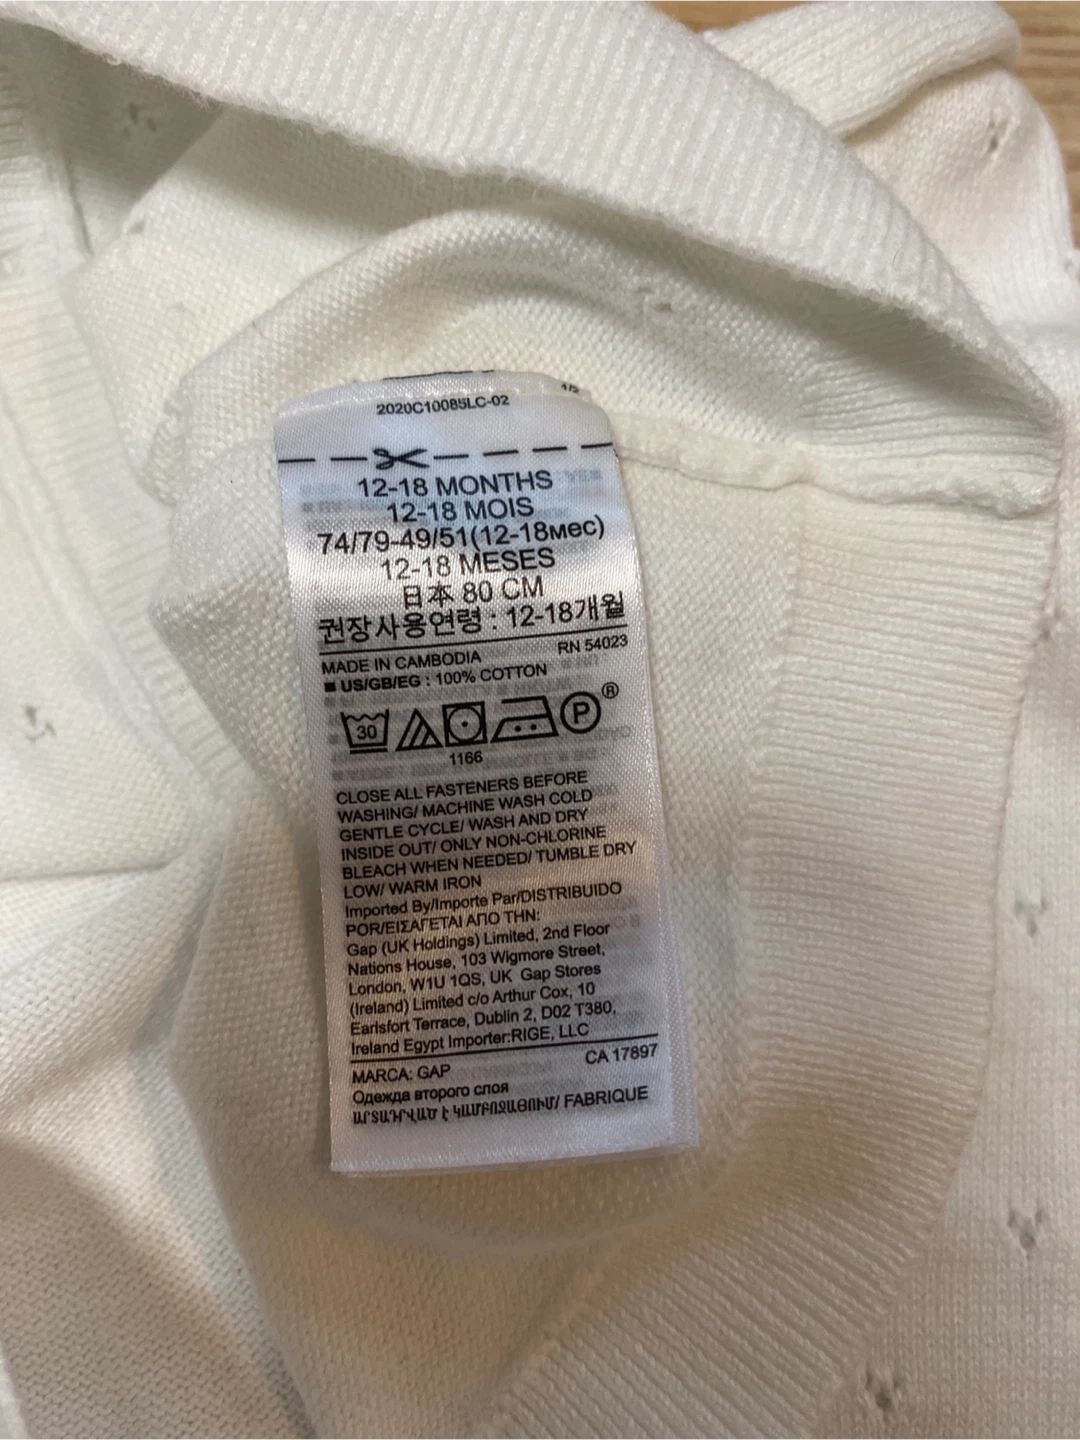 1/2
2020C10085LC-02
12-18 MONTHS
12-18 MOIS
74/79-49/51(12-18мес)
12-18 MESES
日本 80 CM
권장사용연령 : 12-18개월
RN 54023
MADE IN CAMBODIA
■ US/GB/EG : 100% COTTON
30 P ®
1166
CLOSE ALL FASTENERS BEFORE
WASHING/ MACHINE WASH COLD
GENTLE CYCLE/ WASH AND DRY
INSIDE OUT/ ONLY NON-CHLORINE
BLEACH WHEN NEEDED/ TUMBLE DRY
LOW/ WARM IRON
Imported By/Importe Par/DISTRIBUIDO
POR/ΕΙΣΑΓΕΤΑΙ ΑΠΟ ΤΗΝ:
Gap (UK Holdings) Limited, 2nd Floor
Nations House, 103 Wigmore Street,
London, W1U 1QS, UK Gap Stores
(Ireland) Limited c/o Arthur Cox, 10
Earlsfort Terrace, Dublin 2, D02 T380,
Ireland Egypt Importer:RIGE, LLC
CA 17897
MARCA: GAP
Одежда второго слоя
ԱՐՏԱԴՐՎԱԾ Է ԿԱՄԲՈՋԱՅՈՒՄ/ FABRIQUE